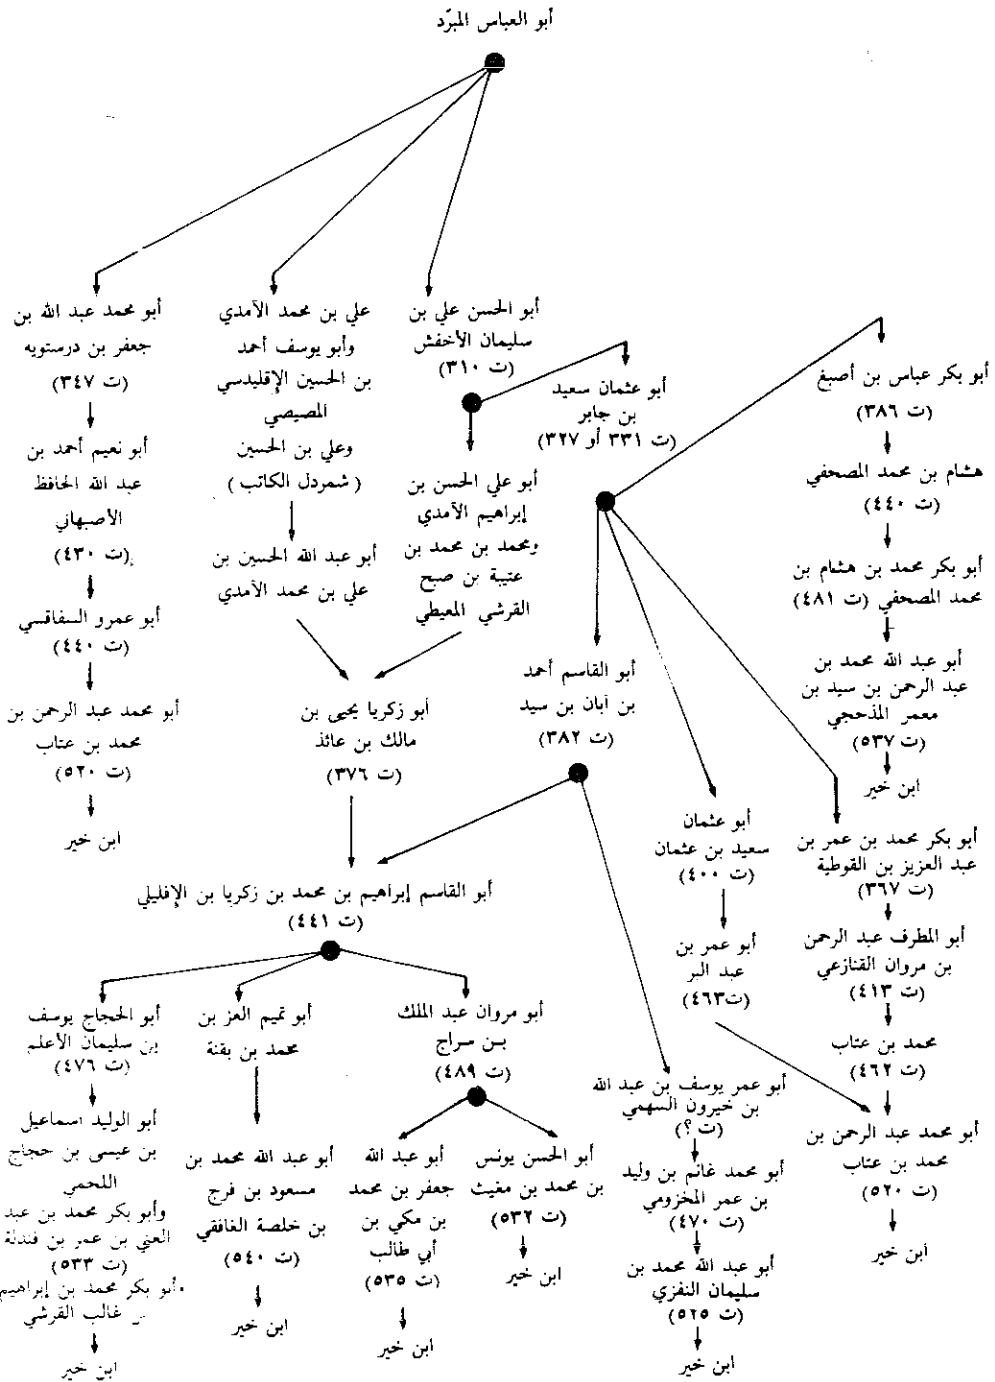 أبو العباس المبرّد
أبو الحسن علي بن
سليمان الأخفش
(ت ٣١٠)
علي بن محمد الآمدي
وأبو يوسف أحمد
بن الحسين الإقليدسي
المصيصي
وعلي بن الحسين
( شمردل الكاتب )
أبو محمد عبد الله بن
جعفر بن درستويه
(ت ٣٤٧)
أبو بكر عباس بن أصبغ
(ت ٣٨٦)
أبو عثمان سعيد
بن جابر
(ت ٣٣١ أو ٣٢٧)
أبو نعيم أحمد بن
عبد الله الحافظ
الأصبهاني
(ت ٤٣٠)
هشام بن محمد المصحفي
(ت ٤٤٠)
أبو علي الحسن بن
إبراهيم الآمدي
ومحمد بن محمد بن
عتيبة بن صبح
القرشي المعيطي
أبو عبد الله الحسين بن
علي بن محمد الآمدي
أبو بكر محمد بن هشام بن
محمد المصحفي (ت ٤٨١)
أبو عمرو السفاقسي
(ت ٤٤٠)
أبو عبد الله محمد بن
عبد الرحمن بن سيد بن
معمر المذحجي
(ت ٥٣٧)
ابن خير
أبو القاسم أحمد
بن أبان بن سيد
(ت ٣٨٢)
أبو زكريا يحيى بن
مالك بن عائذ
(ت ٣٧٦)
أبو محمد عبد الرحمن بن
محمد بن عتاب
(ت ٥٢٠)
ابن خير
أبو بكر محمد بن عمر بن
عبد العزيز بن القوطية
(ت ٣٦٧)
أبو عثمان
سعيد بن عثمان
(ت ٤٠٠)
أبو القاسم إبراهيم بن محمد بن زكريا بن الإفليلي
(ت ٤٤١)
أبو المطرف عبد الرحمن
بن مروان القنازعي
(ت ٤١٣)
أبو عمر بن
عبد البر
(ت٤٦٣)
أبو مروان عبد الملك
بن سراج
(ت ٤٨٩)
أبو تميم العز بن
محمد بن بقنة
أبو الحجاج يوسف
بن سليمان الأعلم
(ت ٤٧٦)
محمد بن عتاب
(ت ٤٦٢)
أبو عمر يوسف بن عبد الله
بن خيرون السهمي
(ت ؟)
أبو محمد عبد الرحمن بن
محمد بن عتاب
(ت ٥٢٠)
ابن خير
أبو محمد غانم بن وليد
بن عمر المخزومي
(ت ٤٧٠)
أبو عبد الله محمد بن
سليمان النفزي
(ت ٥٢٥)
ابن خير
أبو الحسن يونس
بن محمد بن مغيث
(ت ٥٣٢)
ابن خير
أبو عبد الله
جعفر بن محمد
بن مكي بن
أبي طالب
(ت ٥٣٥)
ابن خير
أبو عبد الله محمد بن
مسعود بن فرج
بن خلصة الغافقي
(ت ٥٤٠)
ابن خير
أبو الوليد اسماعيل
بن عيسى بن حجاج
اللخمي
وأبو بكر محمد بن عبد
الغني بن عمر بن فندلة
(ت ٥٣٣)
أبو بكر محمد بن إبراهيم
غالب القرشي
ابن خير